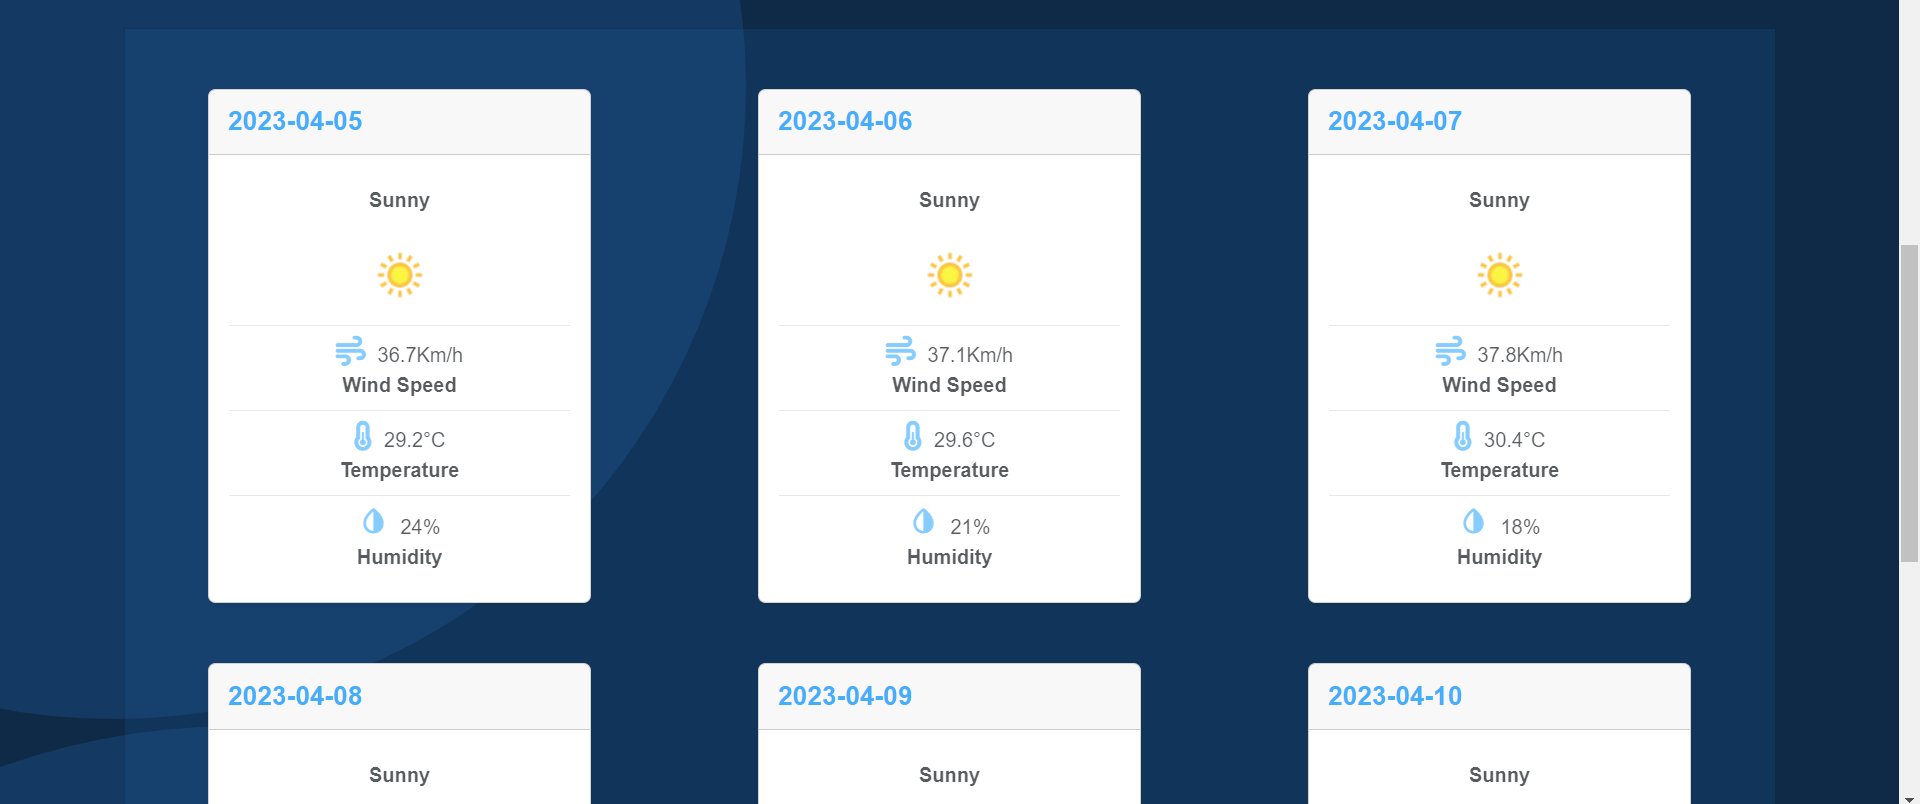 2023-04-05
Sunny
36.7Km/h
Wind Speed
29.2°C
Temperature
24%
Humidity
2023-04-06
Sunny
37.1Km/h
Wind Speed
29.6°C
Temperature
21%
Humidity
2023-04-07
Sunny
37.8Km/h
Wind Speed
30.4°C
Temperature
18%
Humidity
2023-04-08
Sunny
2023-04-09
Sunny
2023-04-10
Sunny